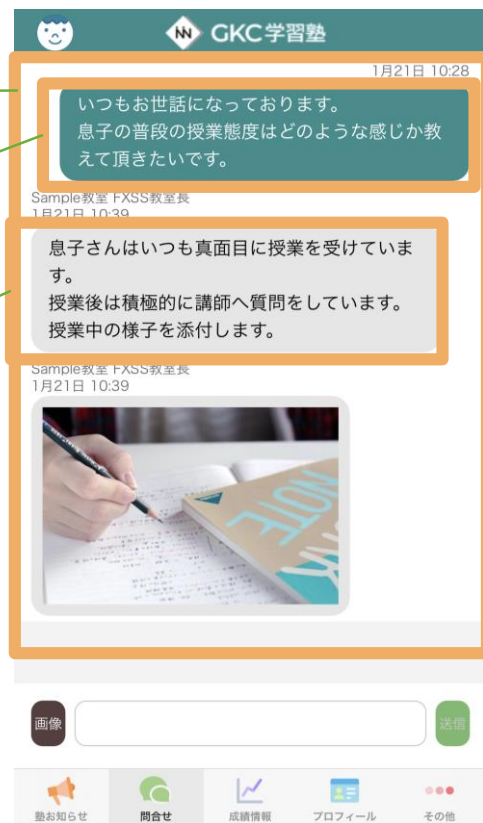 GKC学習塾
1月21日 10:28
いつもお世話になっております。
息子の普段の授業態度はどのような感じか教
えて頂きたいです。
Sample教室 FXSS教室長
1月21日 10:39
息子さんはいつも真面目に授業を受けていま
す。
授業後は積極的に講師へ質問をしています。
授業中の様子を添付します。
Sample教室 FXSS教室長
1月21日 10:39
NOTE
画像
送信
塾お知らせ
問合せ
成績情報
プロフィール
その他